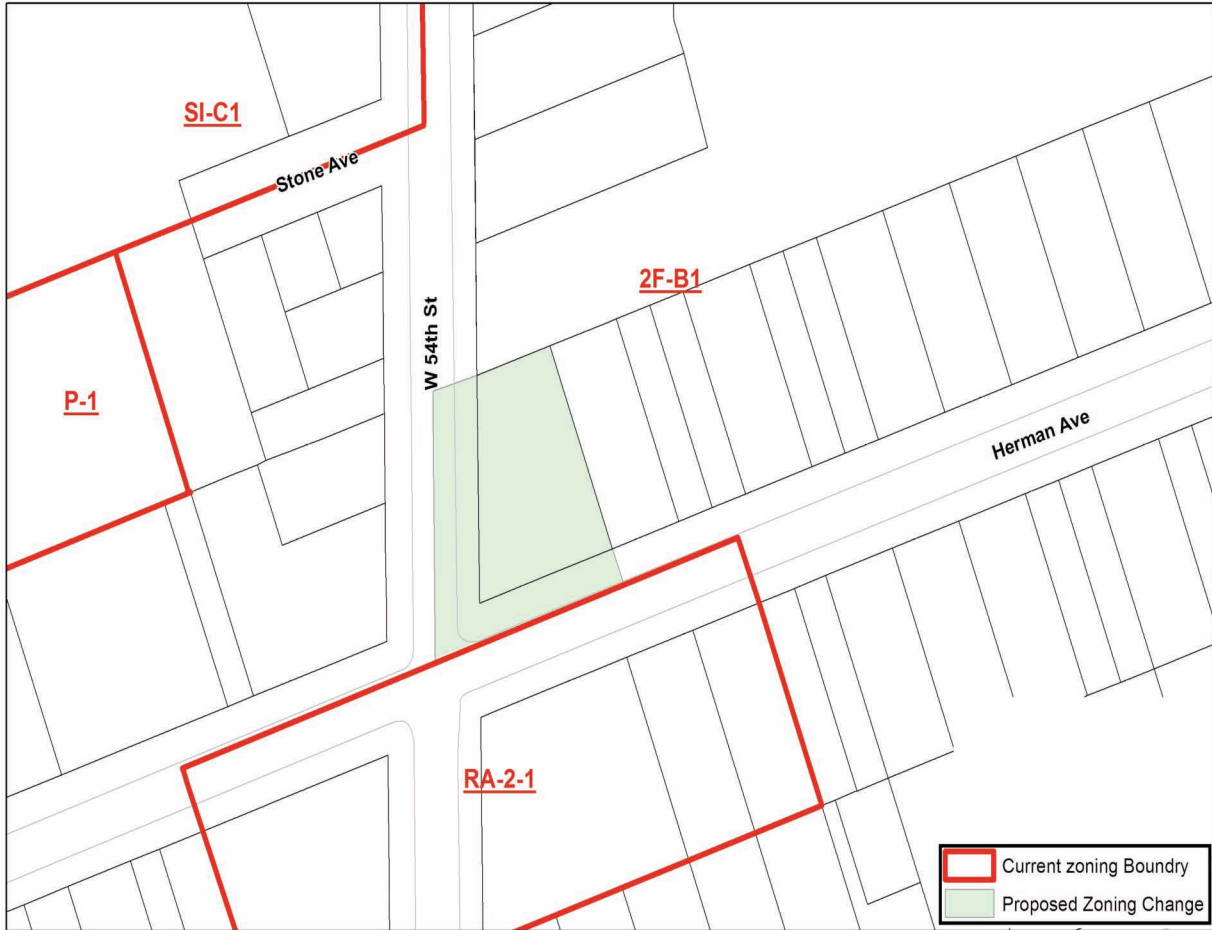 SI-C1
Stone Ave
2F-B1
W 54th St
P-1
Herman Ave
RA-2-1
Current zoning Boundry
Proposed Zoning Change